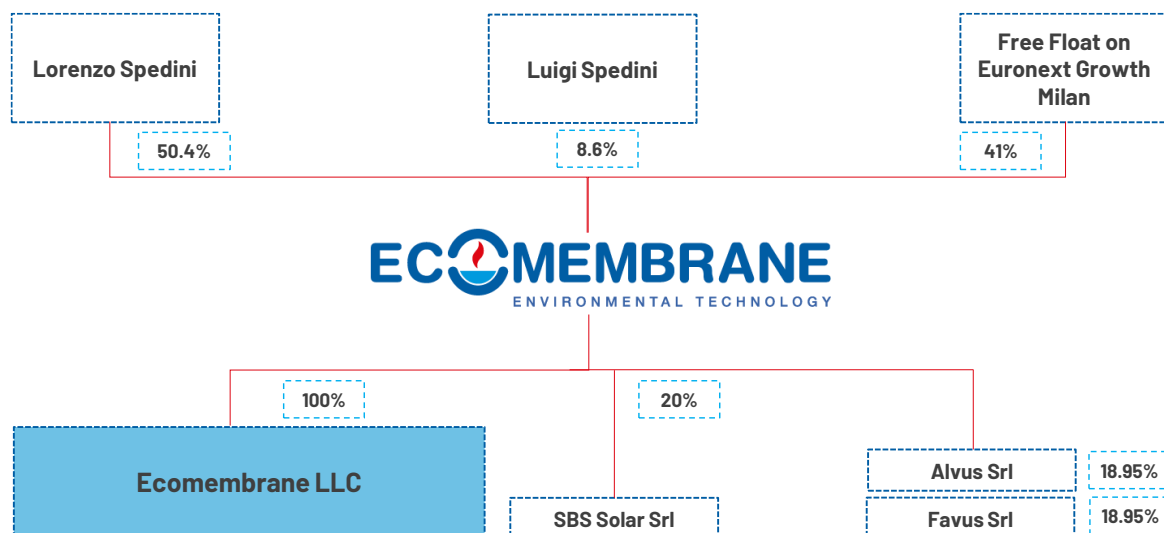 Lorenzo Spedini
Luigi Spedini
Free Float on
Euronext Growth
Milan
50.4%
8.6%
41%
ECOMEMBRANE
ENVIRONMENTAL TECHNOLOGY
100%
20%
Ecomembrane LLC
SBS Solar Srl
Alvus Srl
18.95%
Favus Srl
18.95%